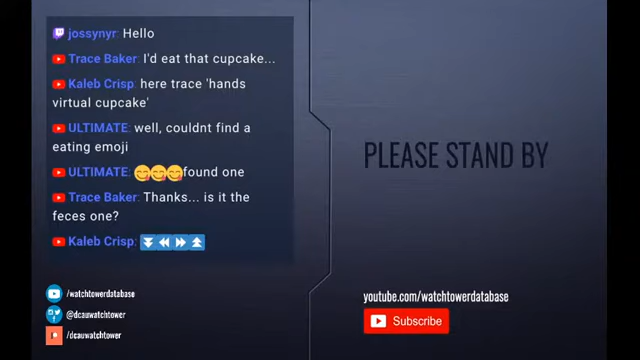 jossynyr: Hello
Trace Baker: I'd eat that cupcake...
Kaleb Crisp: here trace 'hands
virtual cupcake'
ULTIMATE: well, couldnt find a
eating emoji
ULTIMATE: 😋😋😋found one
Trace Baker: Thanks... is it the
feces one?
Kaleb Crisp: ⏬⏪⏩⏫
PLEASE STAND BY
/watchtowerdatabase
@dcauwatchtower
/dcauwatchtower
youtube.com/watchtowerdatabase
Subscribe